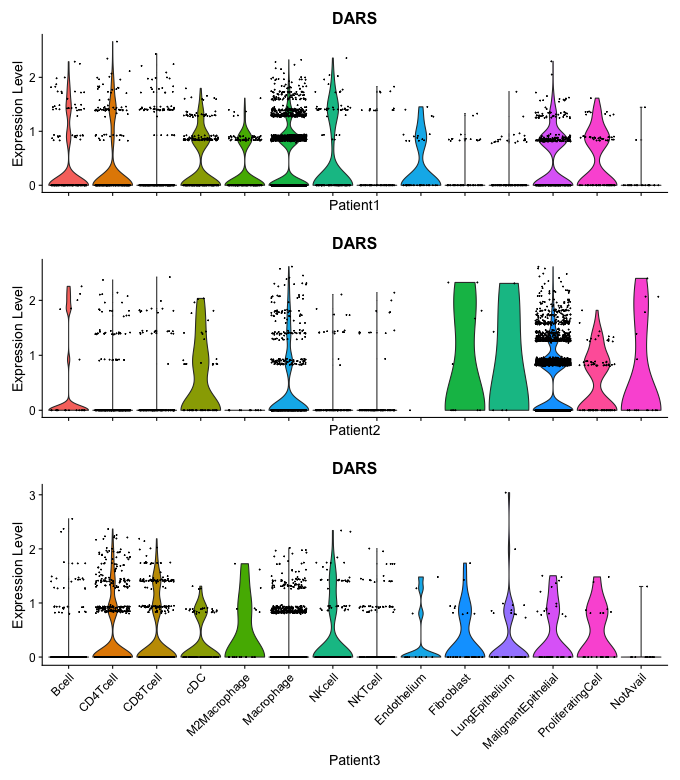 DARS
Expression Level
2
1
0
Patient1
DARS
Expression Level
2
1
0
Patient2
DARS
Expression Level
3
2
1
0
Bcell
CD4Tcell
CD8Tcell
cDC
M2Macrophage
Macrophage
NKcell
NKTcell
Endothelium
Fibroblast
LungEpithelium
MalignantEpithelial
ProliferatingCell
NotAvail
Patient3